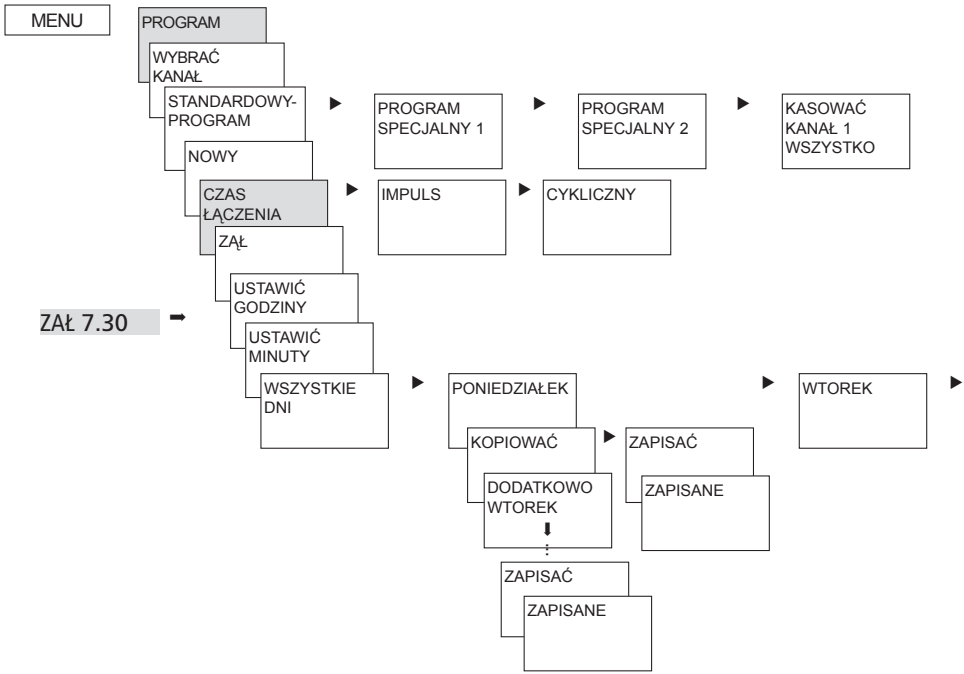 MENU
PROGRAM
WYBRAĆ
KANAŁ
STANDARDOWY-
PROGRAM
PROGRAM
SPECJALNY 1
PROGRAM
SPECJALNY 2
KASOWAĆ
KANAŁ 1
WSZYSTKO
NOWY
CZAS
ŁĄCZENIA
IMPULS
CYKLICZNY
ZĄŁ
USTAWIĆ
GODZINY
ZAŁ 7.30
USTAWIĆ
MINUTY
WSZYSTKIE
DNI
PONIEDZIAŁEK
WTOREK
KOPIOWAĆ
ZAPISAĆ
DODATKOWO
WTOREK
ZAPISANE
ZAPISAĆ
ZAPISANE